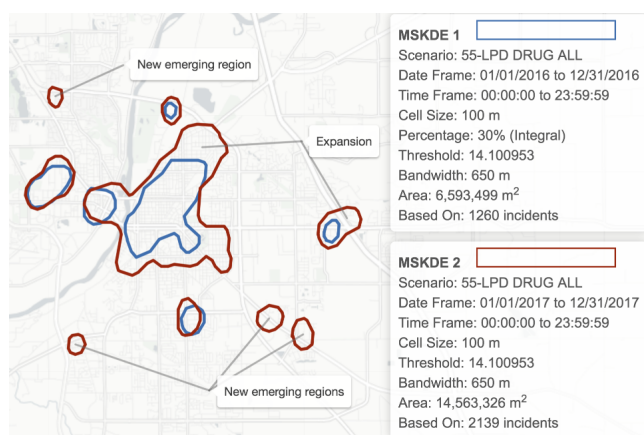 New emerging region
Expansion
New emerging regions
MSKDE 1
Scenario: 55-LPD DRUG ALL
Date Frame: 01/01/2016 to 12/31/2016
Time Frame: 00:00:00 to 23:59:59
Cell Size: 100 m
Percentage: 30% (Integral)
Threshold: 14.100953
Bandwidth: 650 m
Area: 6,593,499 m²
Based On: 1260 incidents
MSKDE 2
Scenario: 55-LPD DRUG ALL
Date Frame: 01/01/2017 to 12/31/2017
Time Frame: 00:00:00 to 23:59:59
Cell Size: 100 m
Threshold: 14.100953
Bandwidth: 650 m
Area: 14,563,326 m²
Based On: 2139 incidents